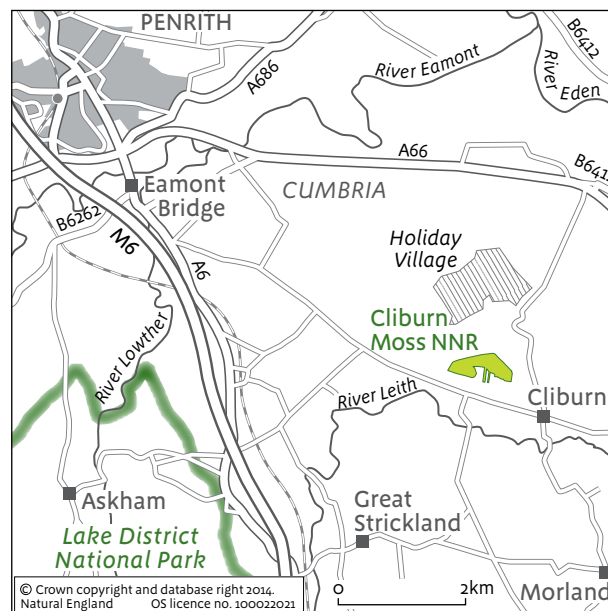 PENRITH
A686
River Eamont
B6412
River
Eden
A66
B641
Eamont
Bridge
CUMBRIA
B6262
M6
A6
Holiday
Village
Cliburn
Moss NNR
River Lowther
River Leith
Cliburn
Askham
Great
Strickland
Lake District
National Park
Morland
0 2km
© Crown copyright and database right 2014.
Natural England OS licence no. 100022021